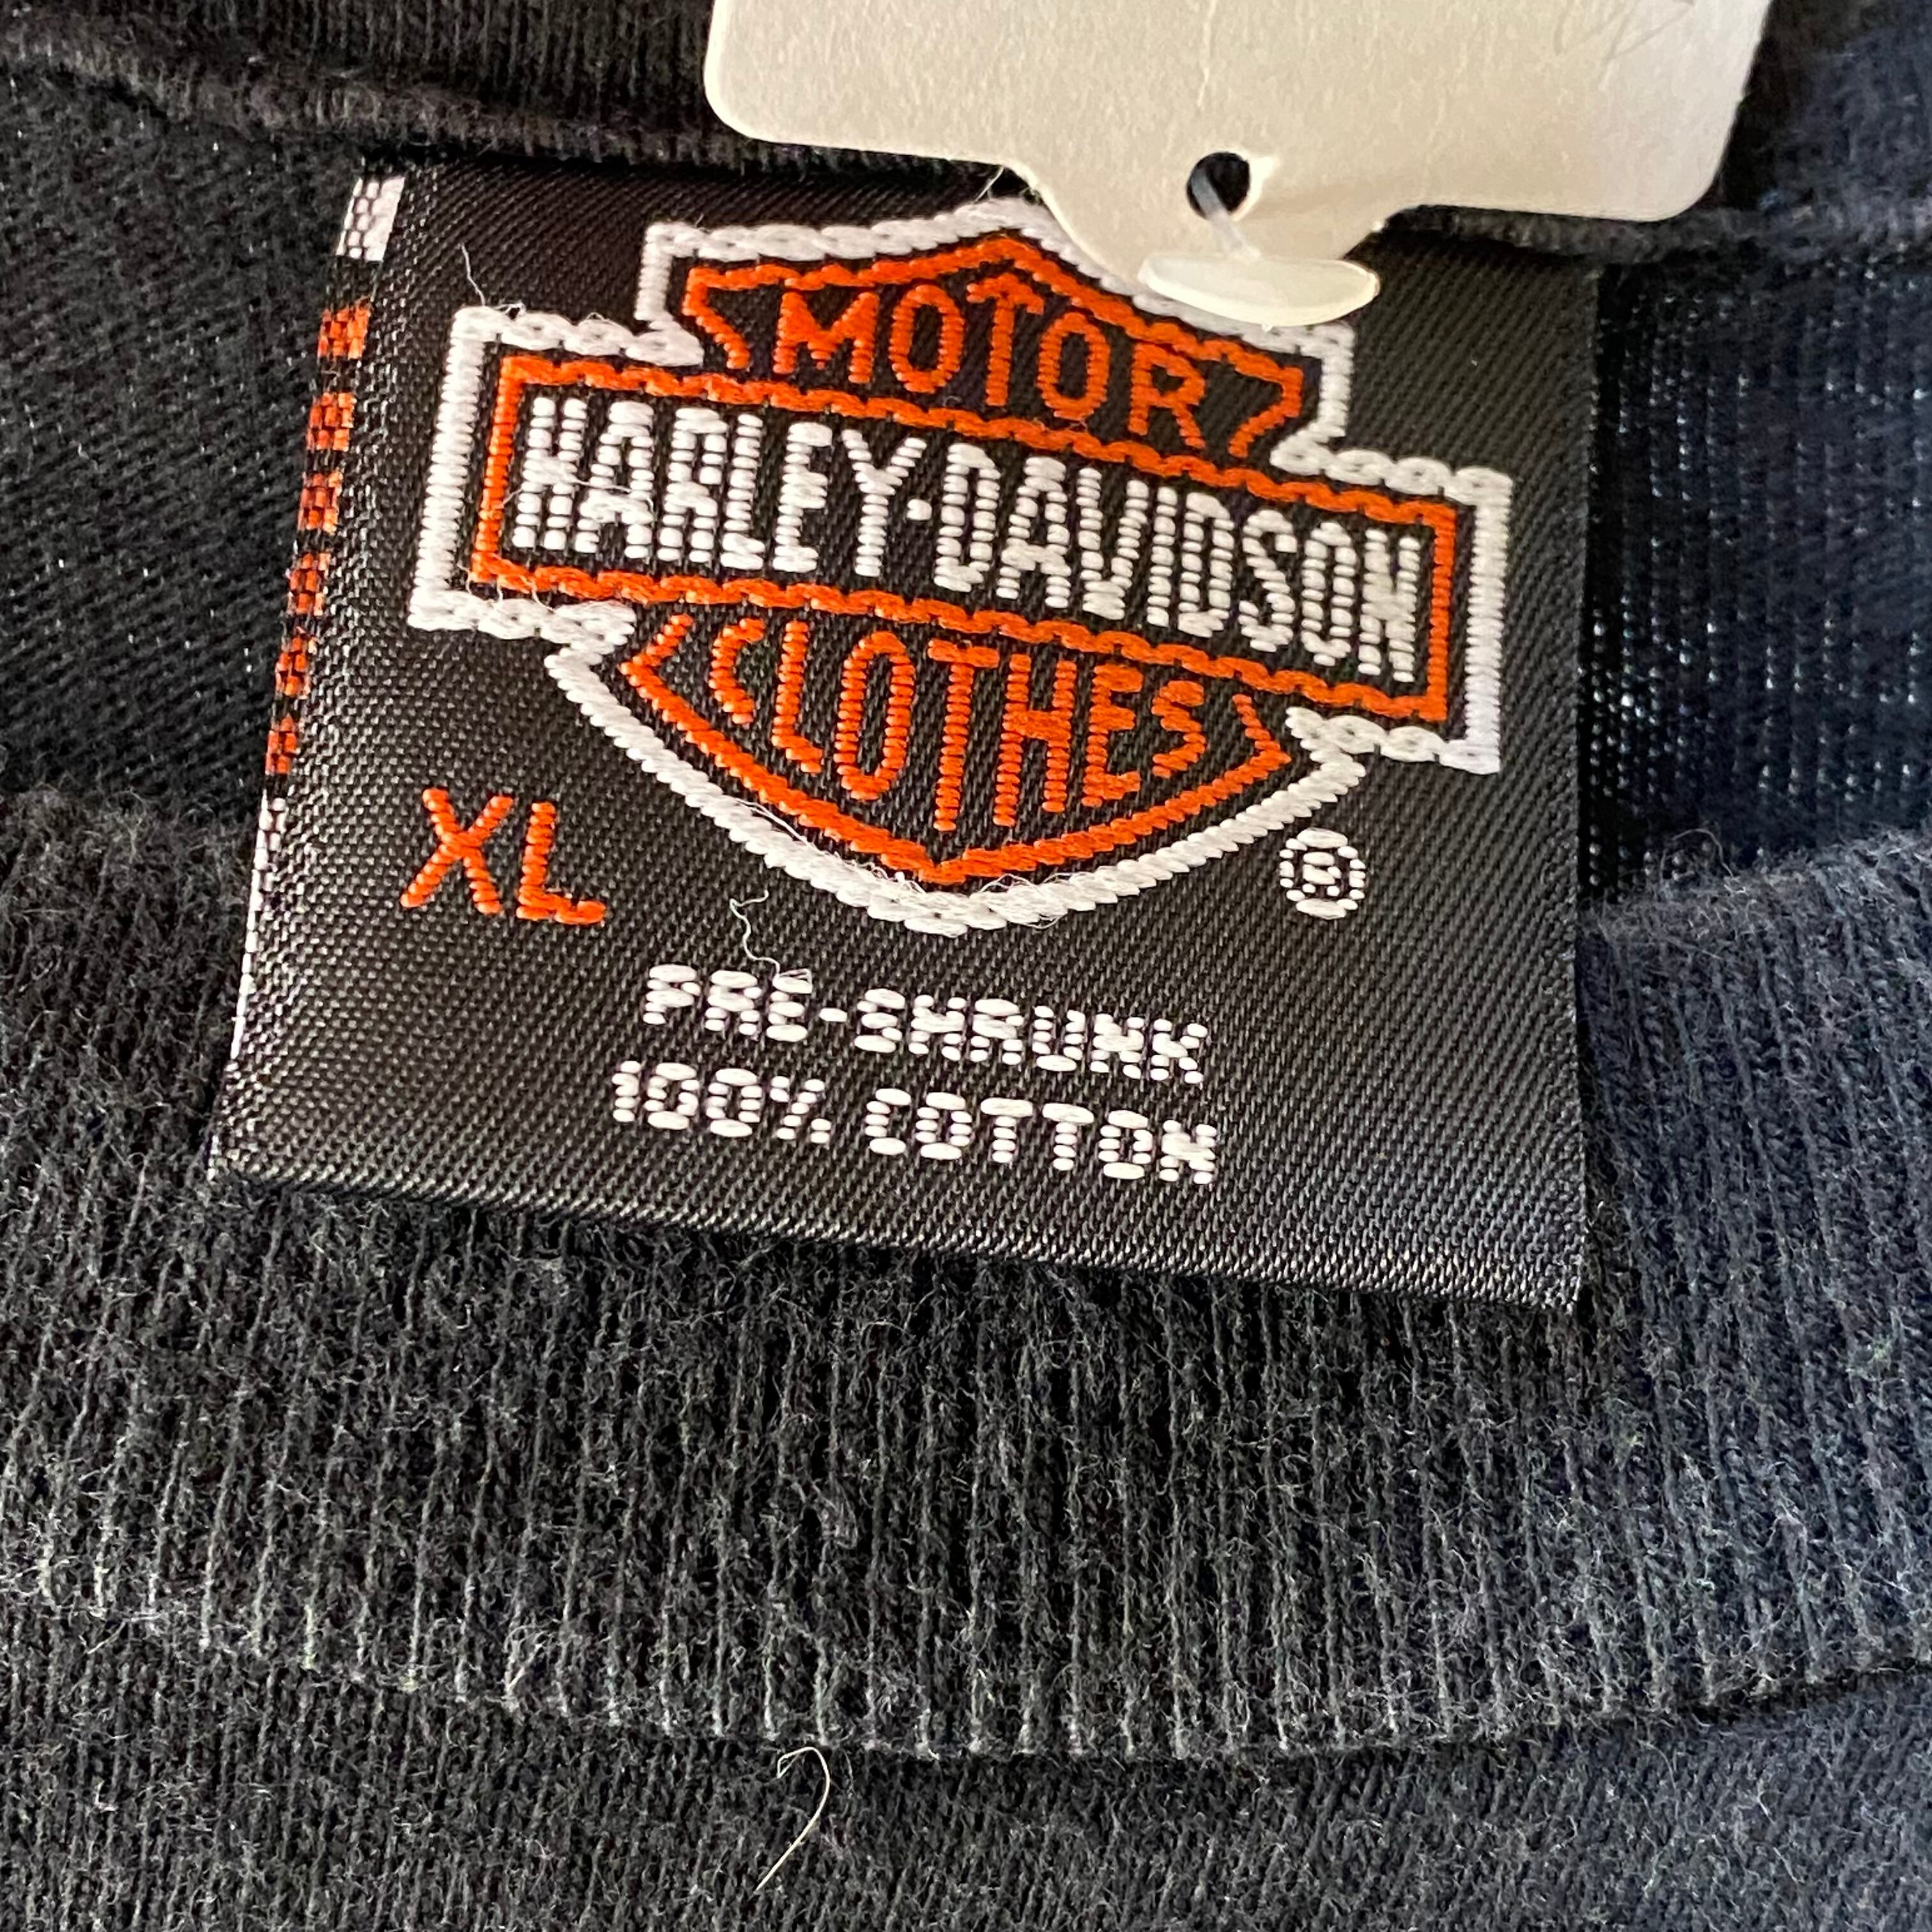 MOTOR
HARLEY-DAVIDSON
CLOTHES
XL
®
PRE-SHRUNK
100% COTTON